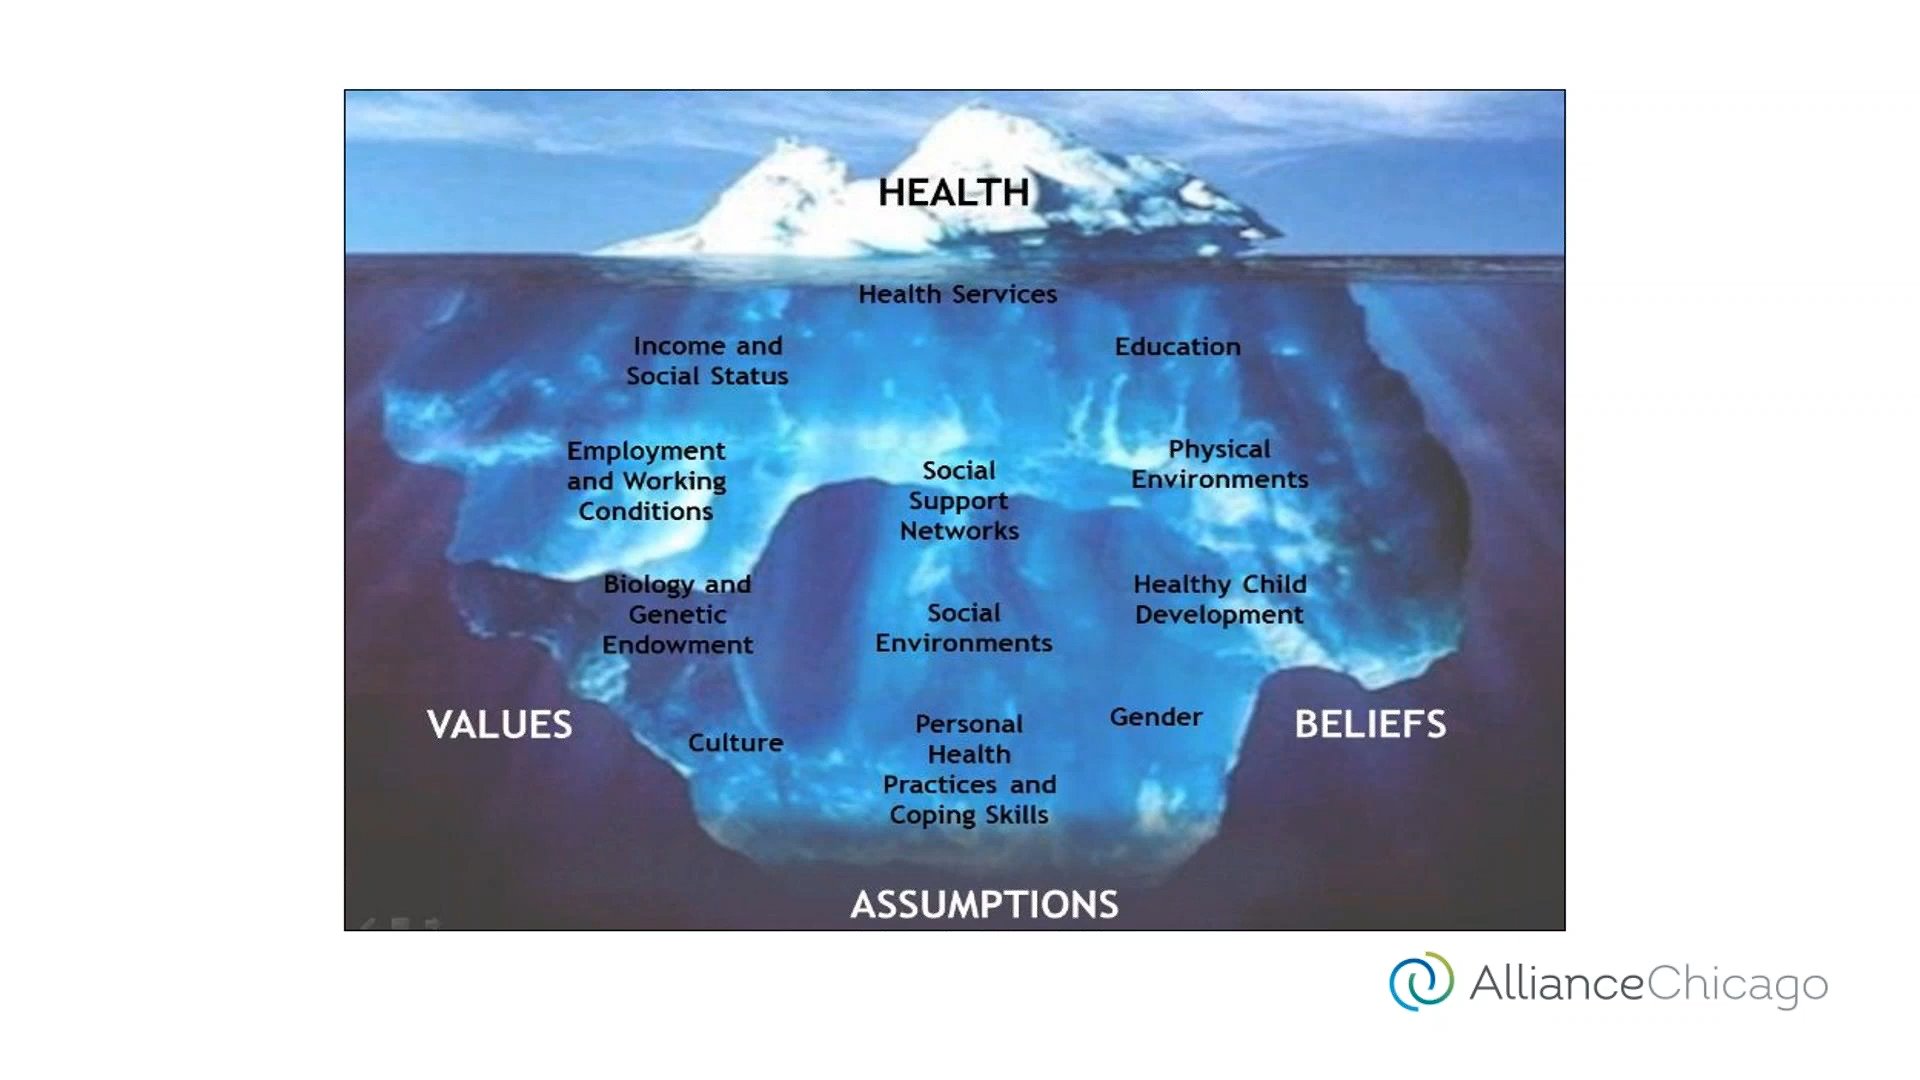 HEALTH
Health Services
Income and
Social Status
Education
Employment
and Working
Conditions
Social
Support
Networks
Physical
Environments
Biology and
Genetic
Endowment
Social
Environments
Healthy Child
Development
VALUES
Culture
Personal
Health
Practices and
Coping Skills
Gender
BELIEFS
ASSUMPTIONS
AllianceChicago